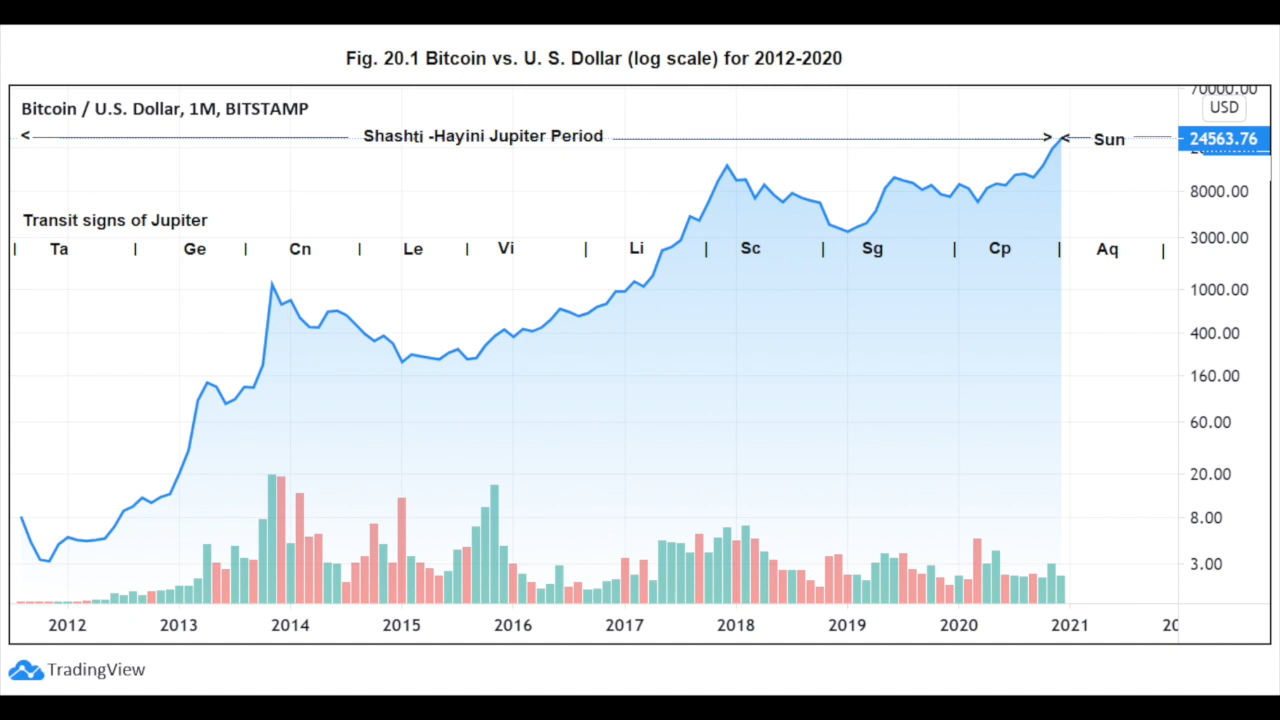 Fig. 20.1 Bitcoin vs. U. S. Dollar (log scale) for 2012-2020
70000.00
Bitcoin / U.S. Dollar, 1M, BITSTAMP
USD
< Shashti -Hayini Jupiter Period > < Sun
24563.76
8000.00
Transit signs of Jupiter
3000.00
| Ta | Ge | Cn | Le | Vi | Li | Sc | Sg | Cp | Aq |
1000.00
400.00
160.00
60.00
20.00
8.00
3.00
2012 2013 2014 2015 2016 2017 2018 2019 2020 2021
TradingView